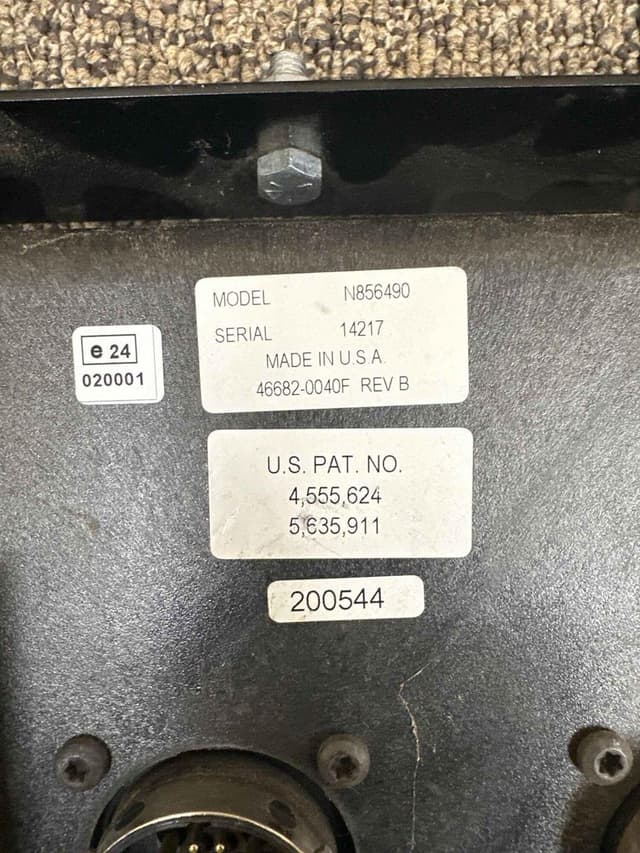 MODEL N856490
SERIAL 14217
MADE IN U.S.A.
46682-0040F REV B
e 24
020001
U.S. PAT. NO.
4,555,624
5,635,911
200544